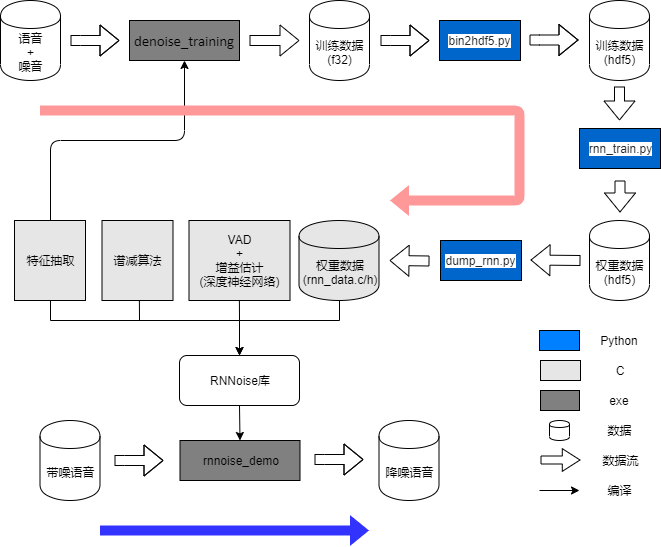 语音
+
噪音
denoise_training
训练数据
(f32)
bin2hdf5.py
训练数据
(hdf5)
rnn_train.py
特征抽取
谱减算法
VAD
+
增益估计
(深度神经网络)
权重数据
(rnn_data.c/h)
dump_rnn.py
权重数据
(hdf5)
RNNoise库
Python
C
exe
数据
数据流
编译
带噪语音
rnnoise_demo
降噪语音